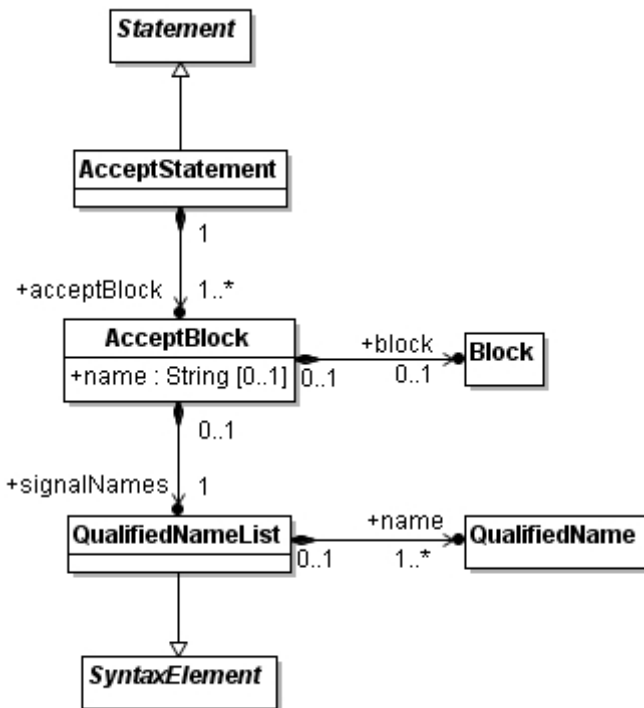 Statement
AcceptStatement
1
+acceptBlock 1..*
AcceptBlock
+name : String [0..1]
+block
0..1 0..1
Block
0..1
+signalNames 1
QualifiedNameList
+name
0..1 1..*
QualifiedName
SyntaxElement